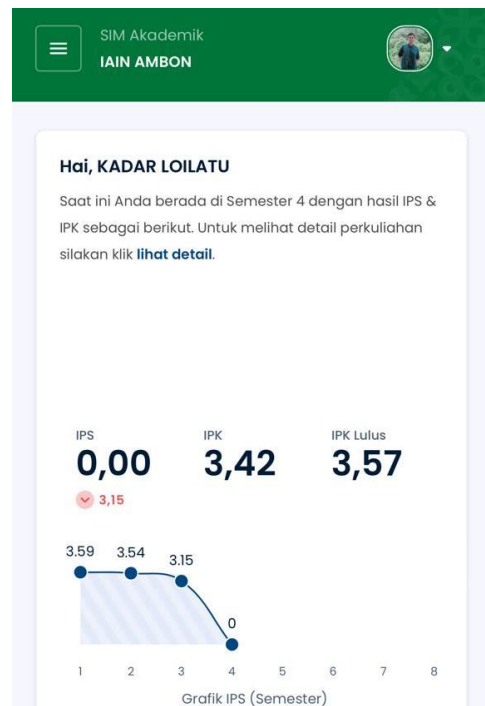 SIM Akademik
IAIN AMBON
Hai, KADAR LOILATU
Saat ini Anda berada di Semester 4 dengan hasil IPS &
IPK sebagai berikut. Untuk melihat detail perkuliahan
silakan klik lihat detail.
IPS IPK IPK Lulus
0,00 3,42 3,57
3,15
3.59 3.54 3.15
0
1 2 3 4 5 6 7 8
Grafik IPS (Semester)